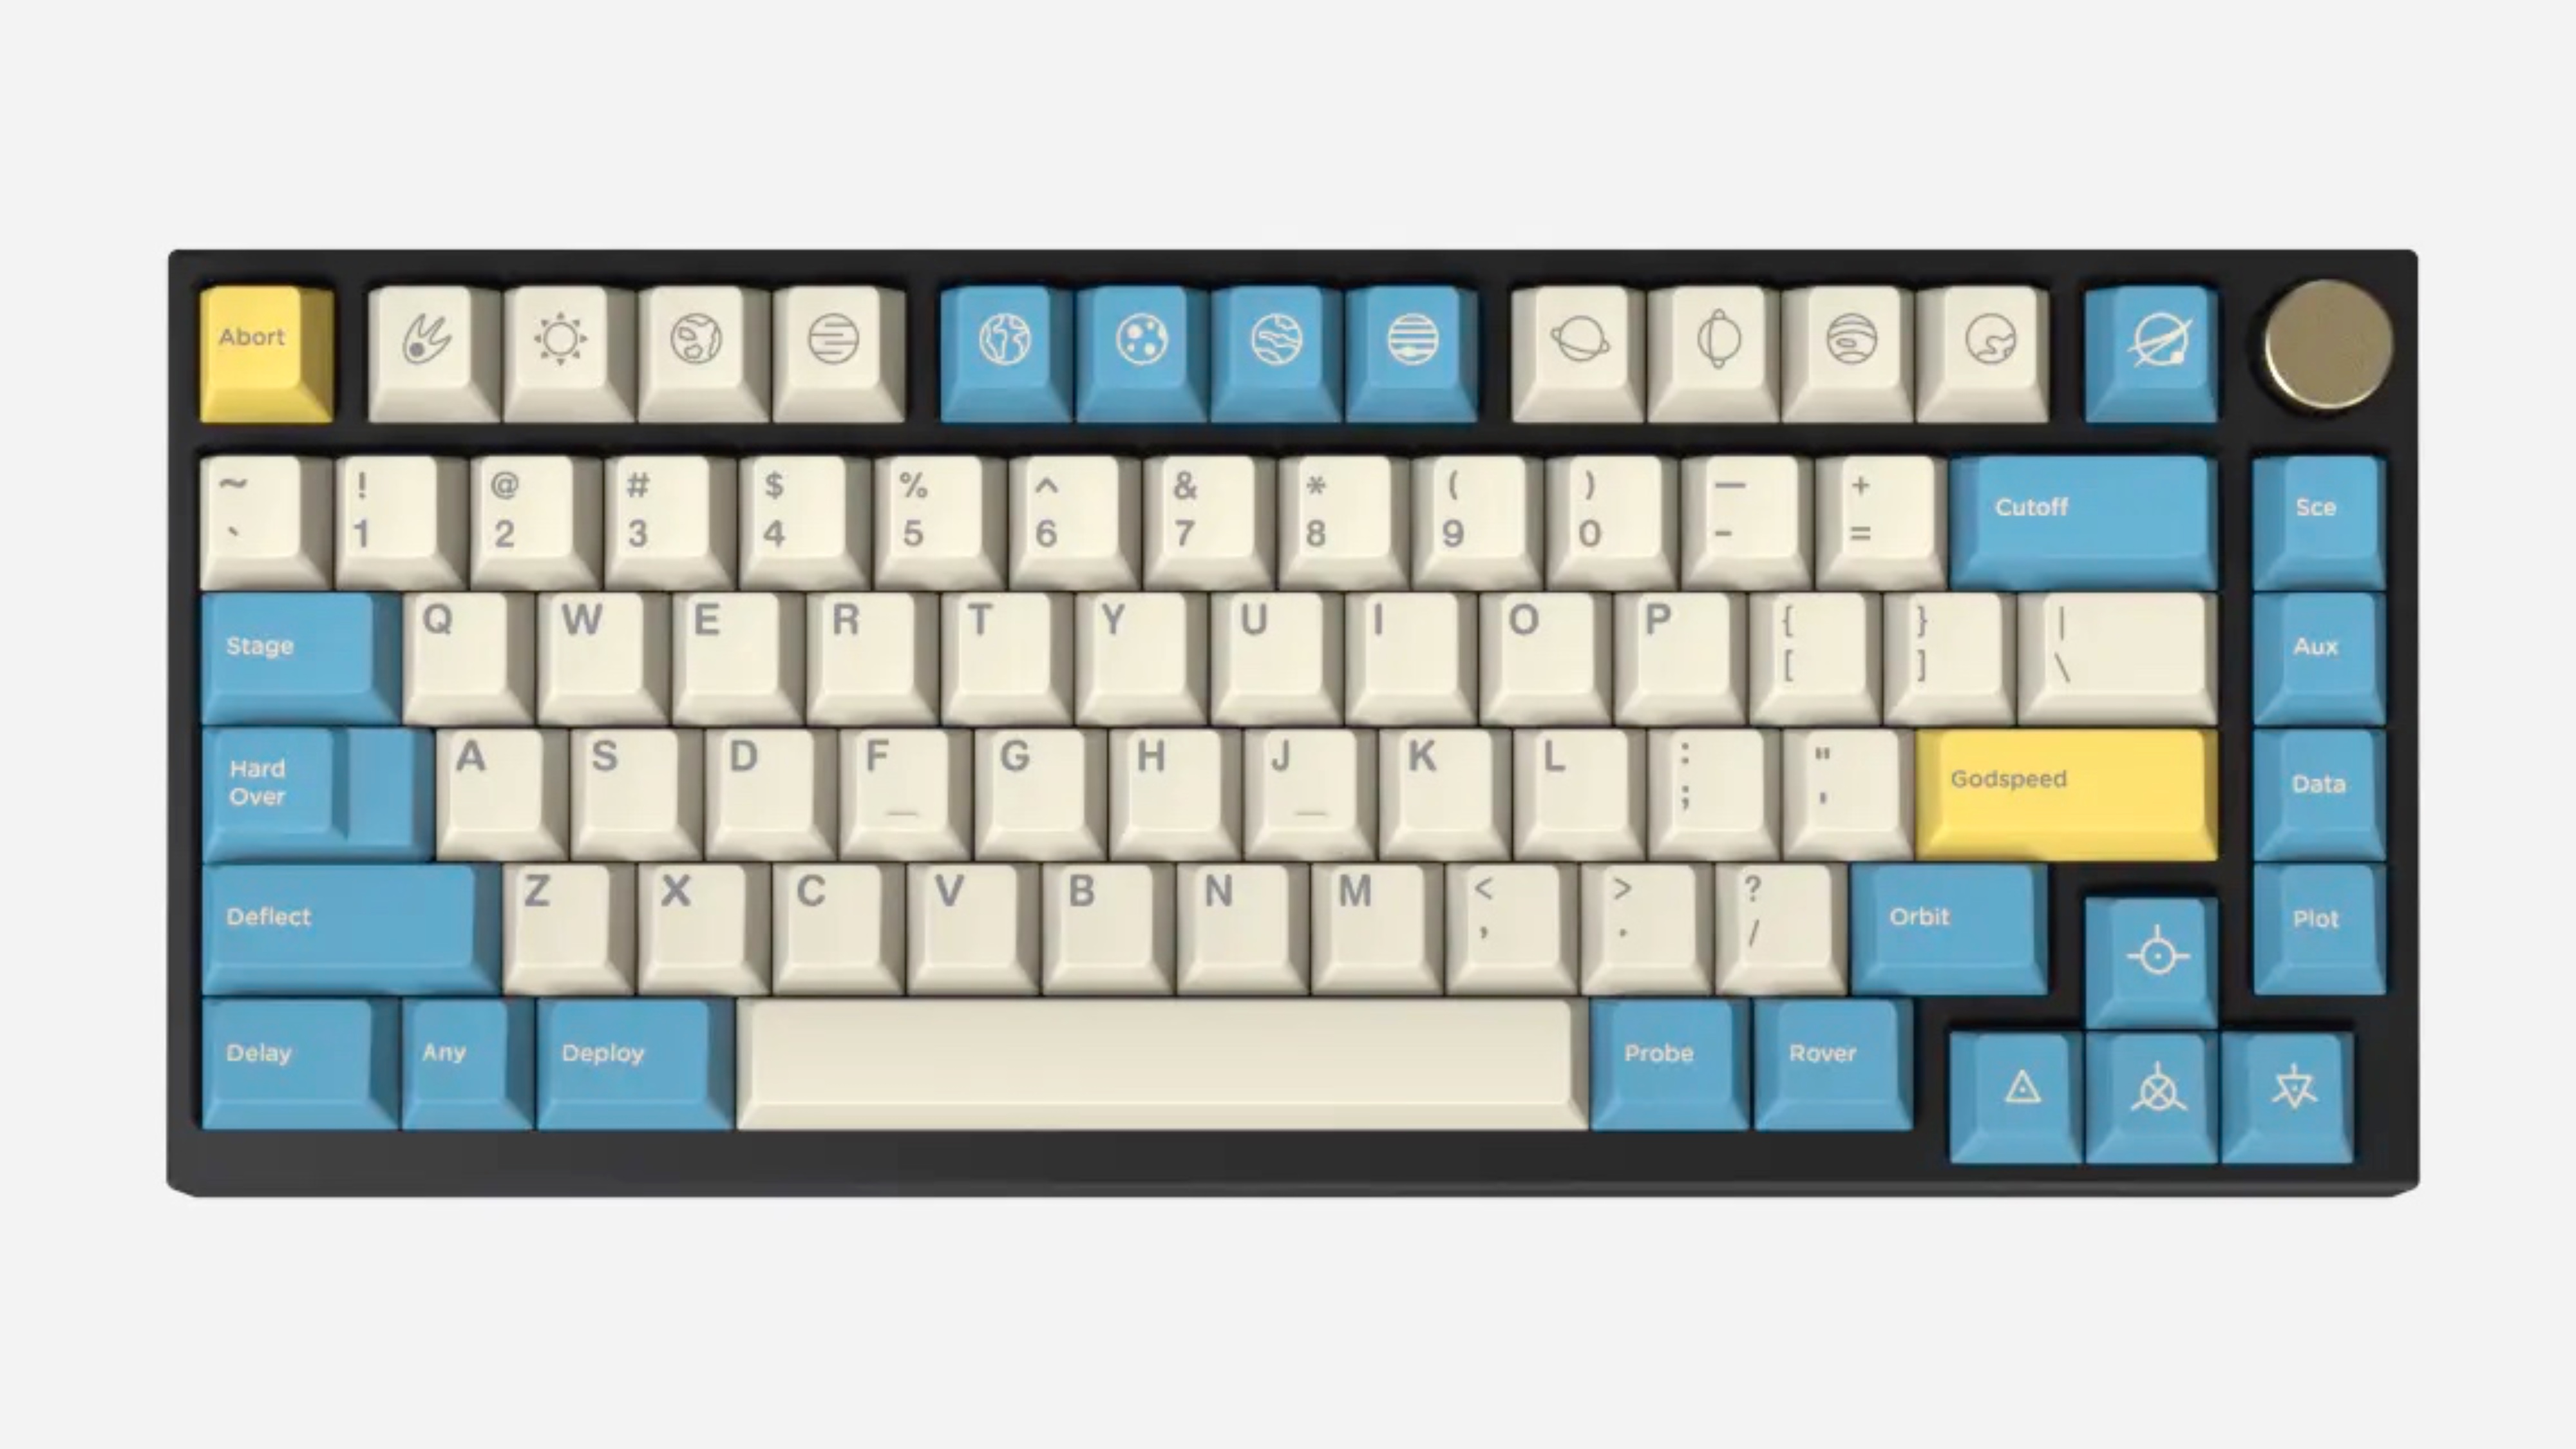 Abort
~ ! @ # $ % ^ & * ( ) — +
` 1 2 3 4 5 6 7 8 9 0 - = Cutoff Sce
Stage Q W E R T Y U I O P { } | Aux
[ ] \
Hard
Over A S D F G H J K L : " Godspeed Data
_ _ ; '
Deflect Z X C V B N M < > ? Orbit Plot
, . /
Delay Any Deploy Probe Rover